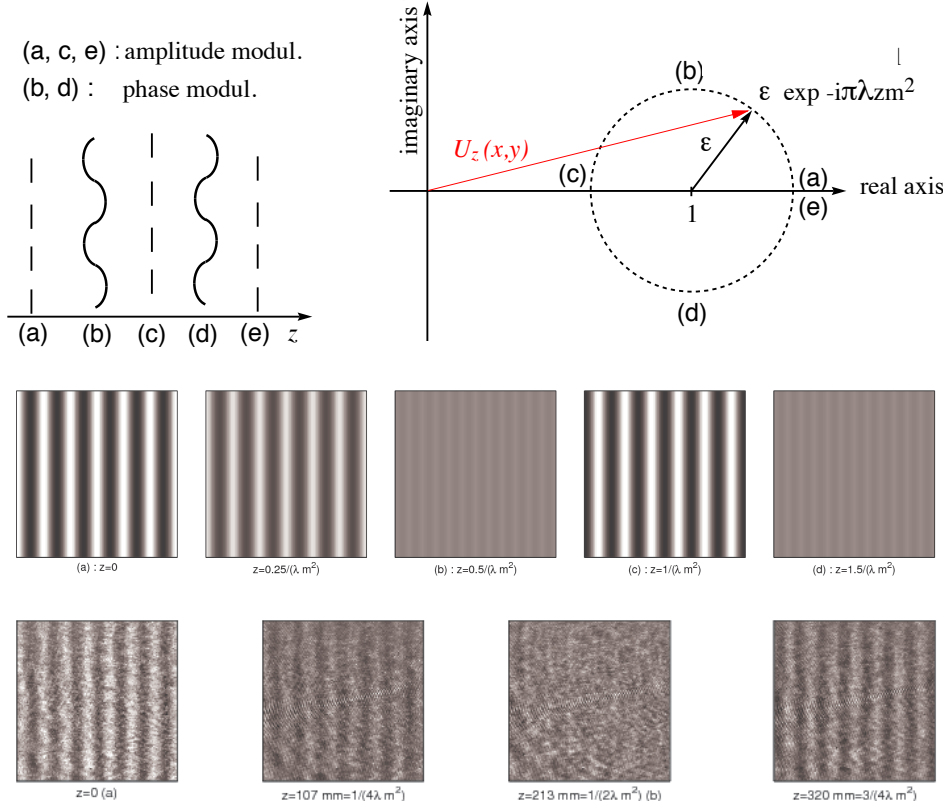 (a, c, e) : amplitude modul.
(b, d) : phase modul.
(a) (b) (c) (d) (e) z
imaginary axis
(b)
ε exp -iπλzm²
U_z(x,y)
ε
(c)
(a)
real axis
(e)
1
(d)
(a) : z=0
z=0.25/(λ m²)
(b) : z=0.5/(λ m²)
(c) : z=1/(λ m²)
(d) : z=1.5/(λ m²)
z=0 (a)
z=107 mm=1/(4λ m²)
z=213 mm=1/(2λ m²) (b)
z=320 mm=3/(4λ m²)